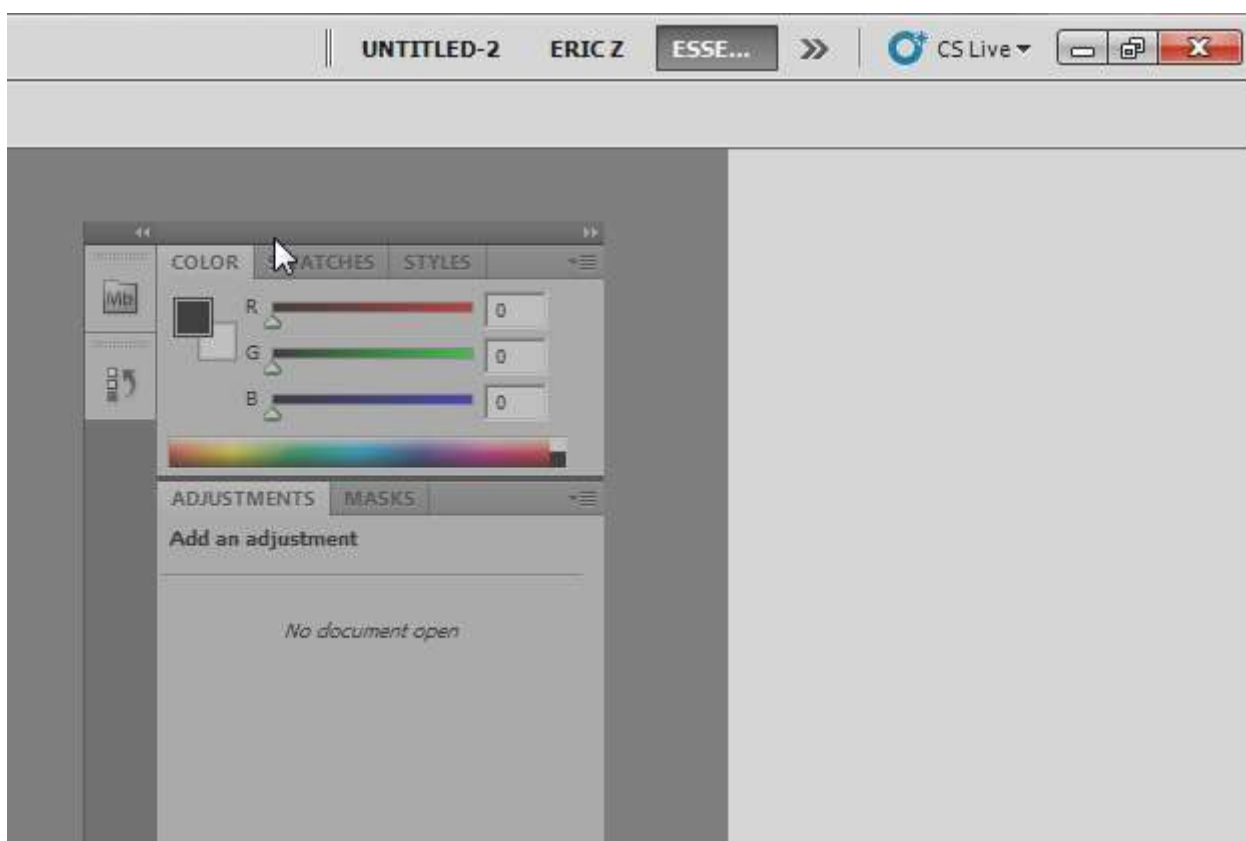 UNTITLED-2 ERIC Z ESSE... CS Live
COLOR SWATCHES STYLES
Mb
R 0
G 0
B 0
ADJUSTMENTS MASKS
Add an adjustment
No document open